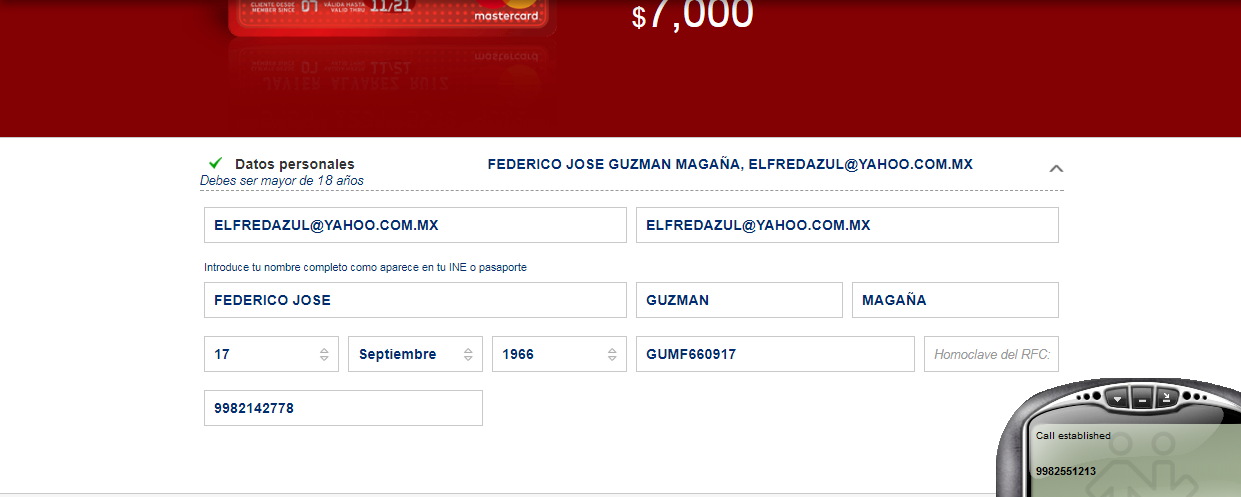 CLIENTE DESDE
MEMBER SINCE 07 VÁLIDA HASTA
VALID THRU 11/21
mastercard
$7,000
JAVIER ALVAREZ RUIZ
Datos personales
FEDERICO JOSE GUZMAN MAGAÑA, ELFREDAZUL@YAHOO.COM.MX
Debes ser mayor de 18 años
ELFREDAZUL@YAHOO.COM.MX
ELFREDAZUL@YAHOO.COM.MX
Introduce tu nombre completo como aparece en tu INE o pasaporte
FEDERICO JOSE
GUZMAN
MAGAÑA
17
Septiembre
1966
GUMF660917
Homoclave del RFC:
9982142778
Call established
9982551213